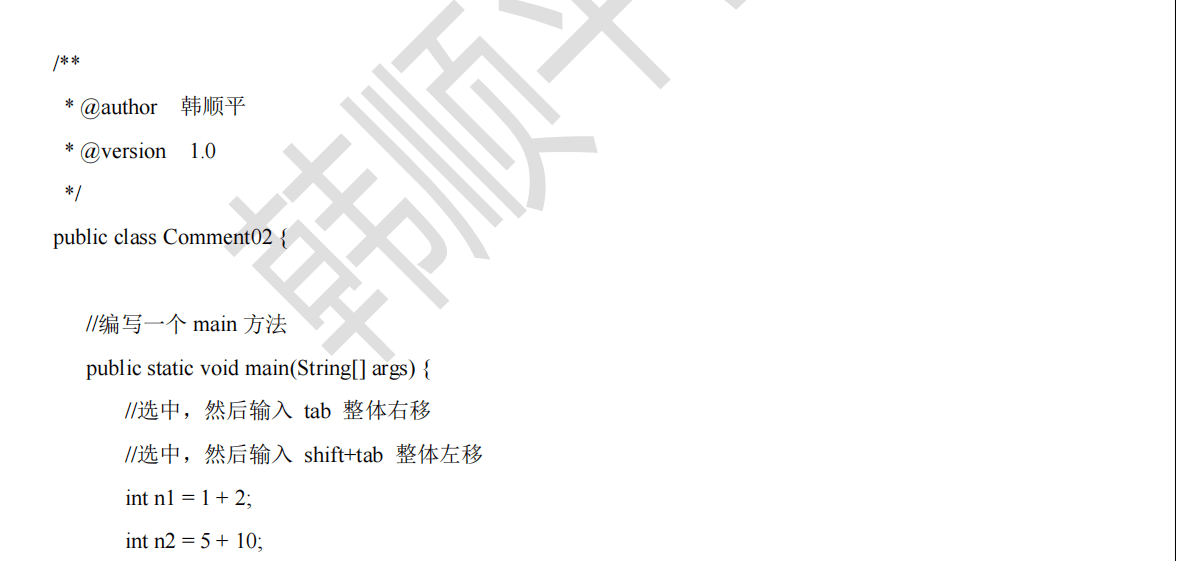 /**
* @author 韩顺平
* @version 1.0
*/
public class Comment02 {
//编写一个 main 方法
public static void main(String[] args) {
//选中，然后输入 tab 整体右移
//选中，然后输入 shift+tab 整体左移
int n1 = 1 + 2;
int n2 = 5 + 10;
韩顺平